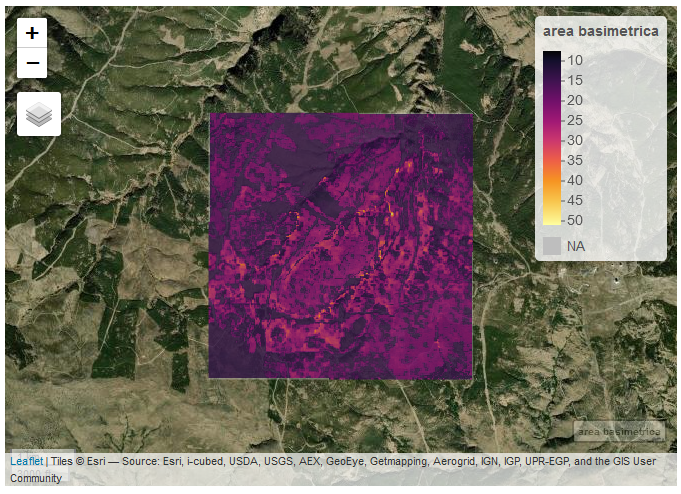 +
−
area basimetrica
10
15
20
25
30
35
40
45
50
NA
area basimetrica
Leaflet | Tiles © Esri — Source: Esri, i-cubed, USDA, USGS, AEX, GeoEye, Getmapping, Aerogrid, IGN, IGP, UPR-EGP, and the GIS User
Community